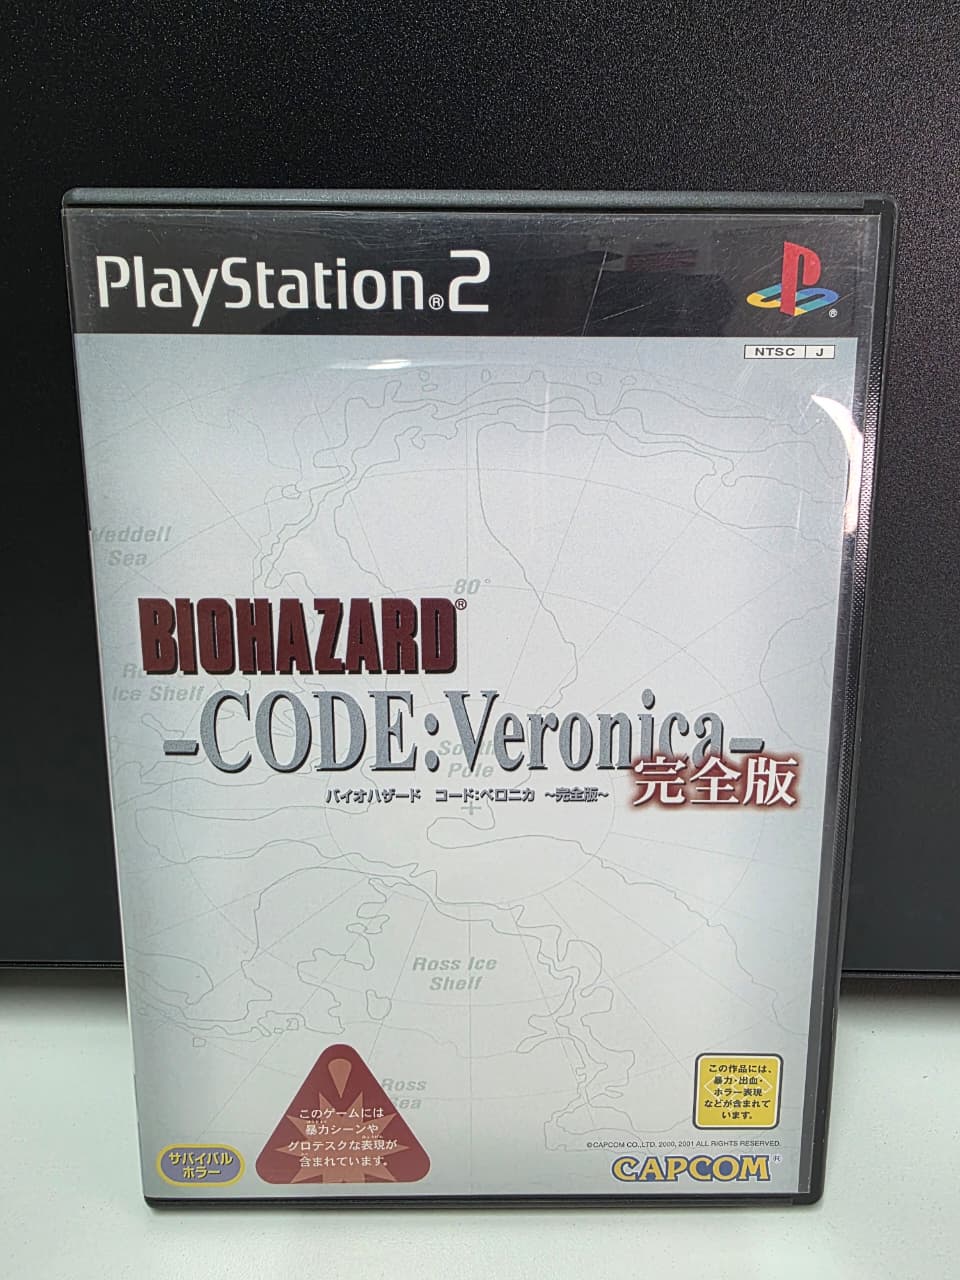 PlayStation®2
NTSC J
Weddell
Sea
80°
BIOHAZARD®
Ice Shelf
-CODE:Veronica-
South
Pole
完全版
バイオハザード コード:ベロニカ ～完全版～
Ross Ice
Shelf
Ross
Sea
このゲームには
暴力シーンや
グロテスクな表現が
含まれています。
サバイバル
ホラー
この作品には、
暴力・出血・
ホラー表現
などが含まれて
います。
©CAPCOM CO.,LTD. 2000, 2001 ALL RIGHTS RESERVED.
CAPCOM®